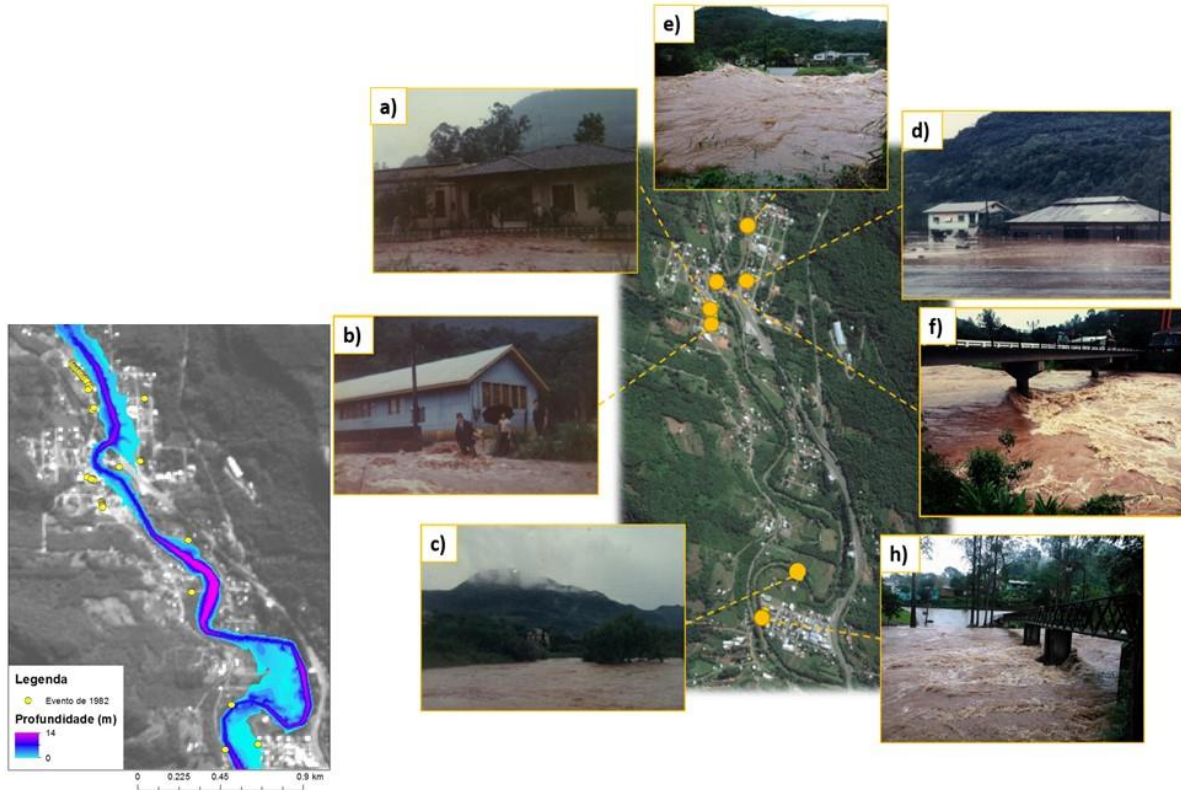 e)
a)
d)
b)
f)
c)
h)
Legenda
Evento de 1982
Profundidade (m)
14
0
0 0.225 0.45 0.9 km